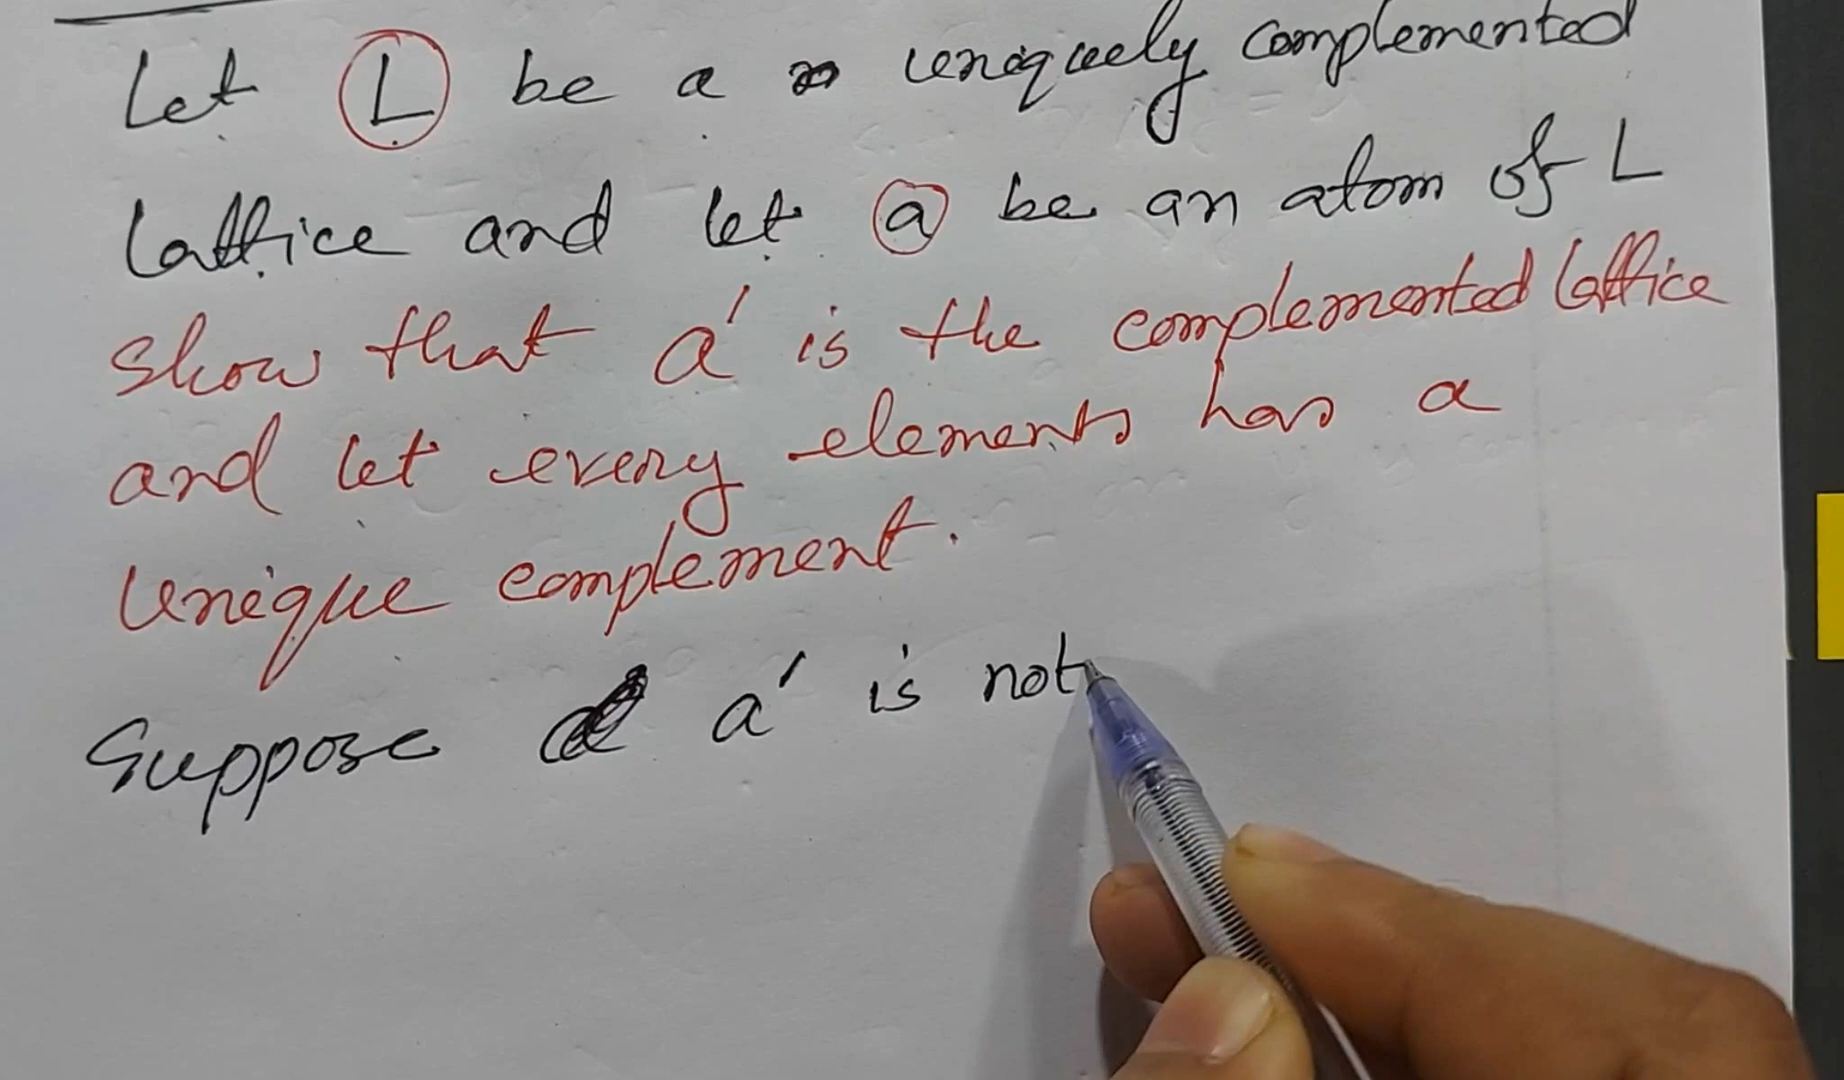 Let L be a uniquely complemented
lattice and let a be an atom of L
show that a' is the complemented lattice
and let every elements has a
unique complement.
Suppose a' is not